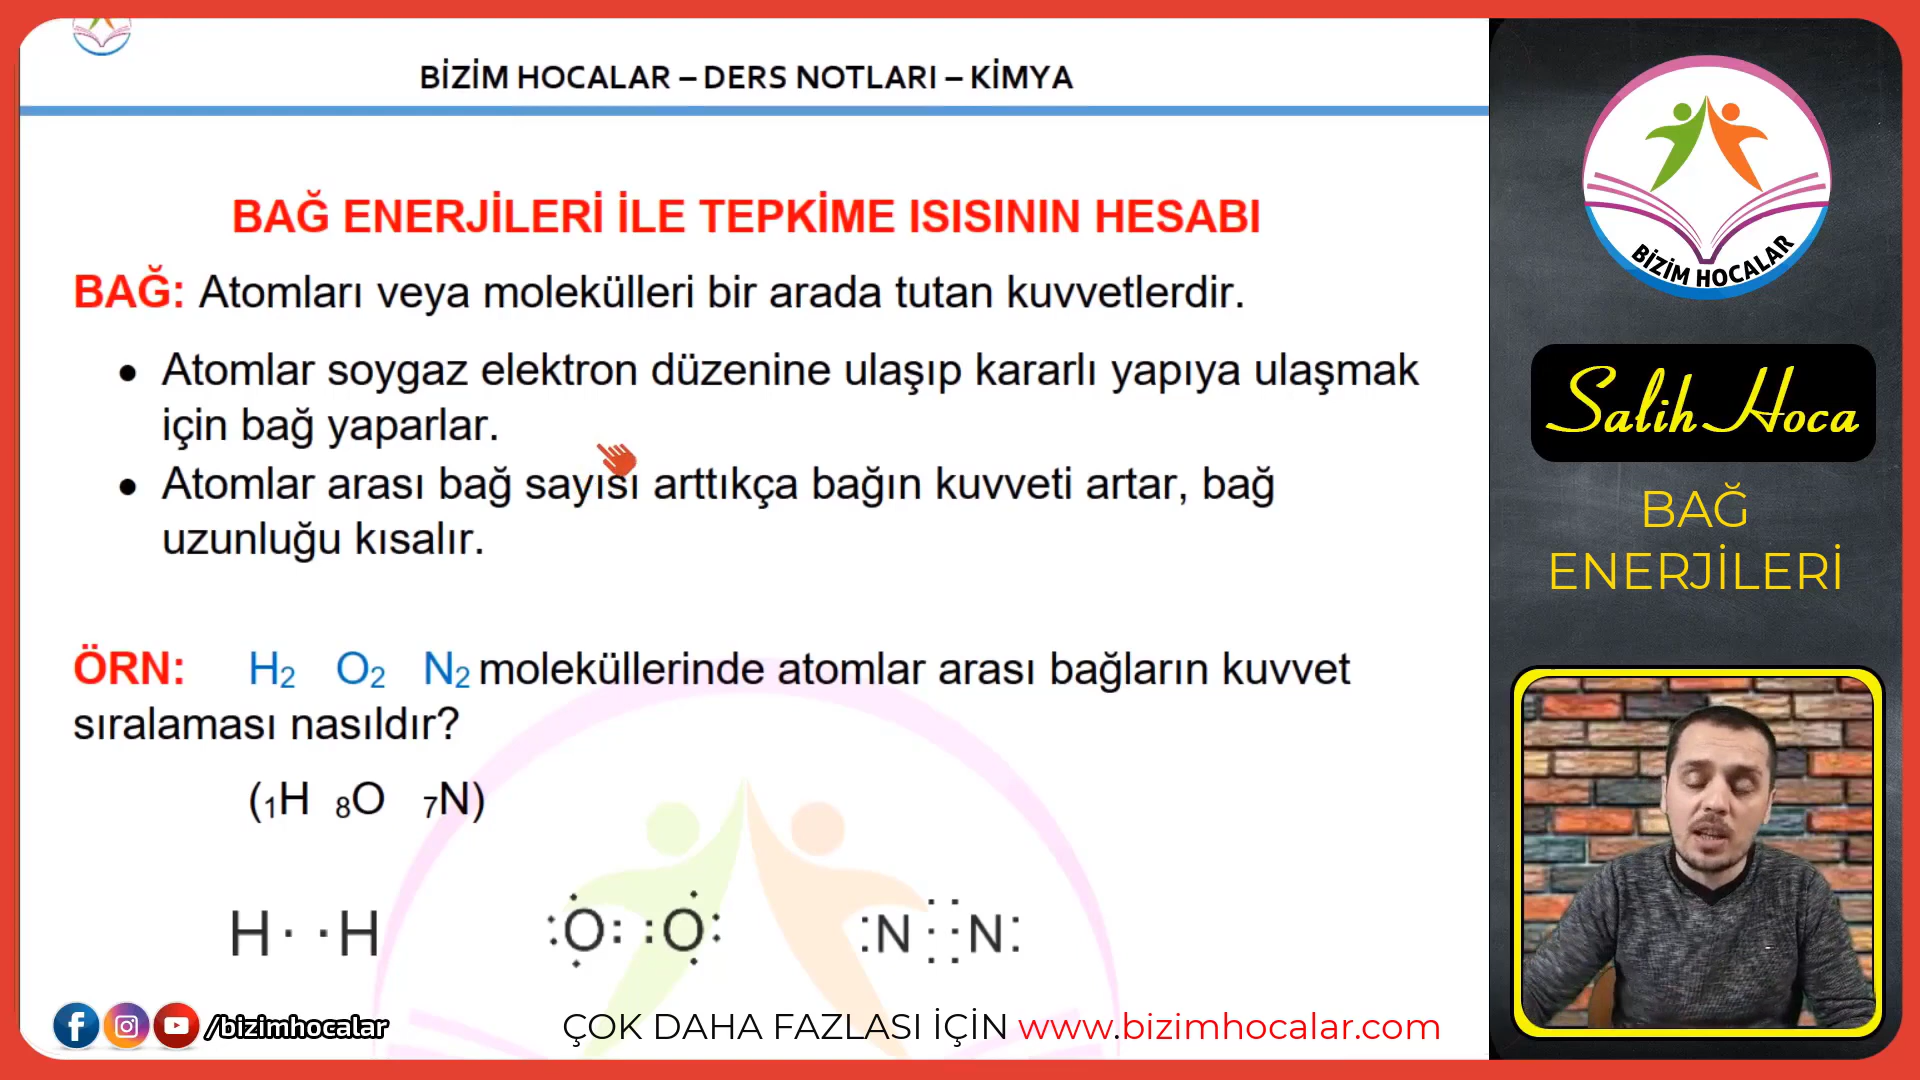 BİZİM HOCALAR – DERS NOTLARI – KİMYA
BAĞ ENERJİLERİ İLE TEPKİME ISISININ HESABI
BAĞ: Atomları veya molekülleri bir arada tutan kuvvetlerdir.
• Atomlar soygaz elektron düzenine ulaşıp kararlı yapıya ulaşmak
için bağ yaparlar.
• Atomlar arası bağ sayısı arttıkça bağın kuvveti artar, bağ
uzunluğu kısalır.
ÖRN: H₂ O₂ N₂ moleküllerinde atomlar arası bağların kuvvet
sıralaması nasıldır?
(₁H ₈O ₇N)
H· ·H :O: :O: :N::N:
/bizimhocalar
ÇOK DAHA FAZLASI İÇİN www.bizimhocalar.com
BİZİM HOCALAR
Salih Hoca
BAĞ
ENERJİLERİ